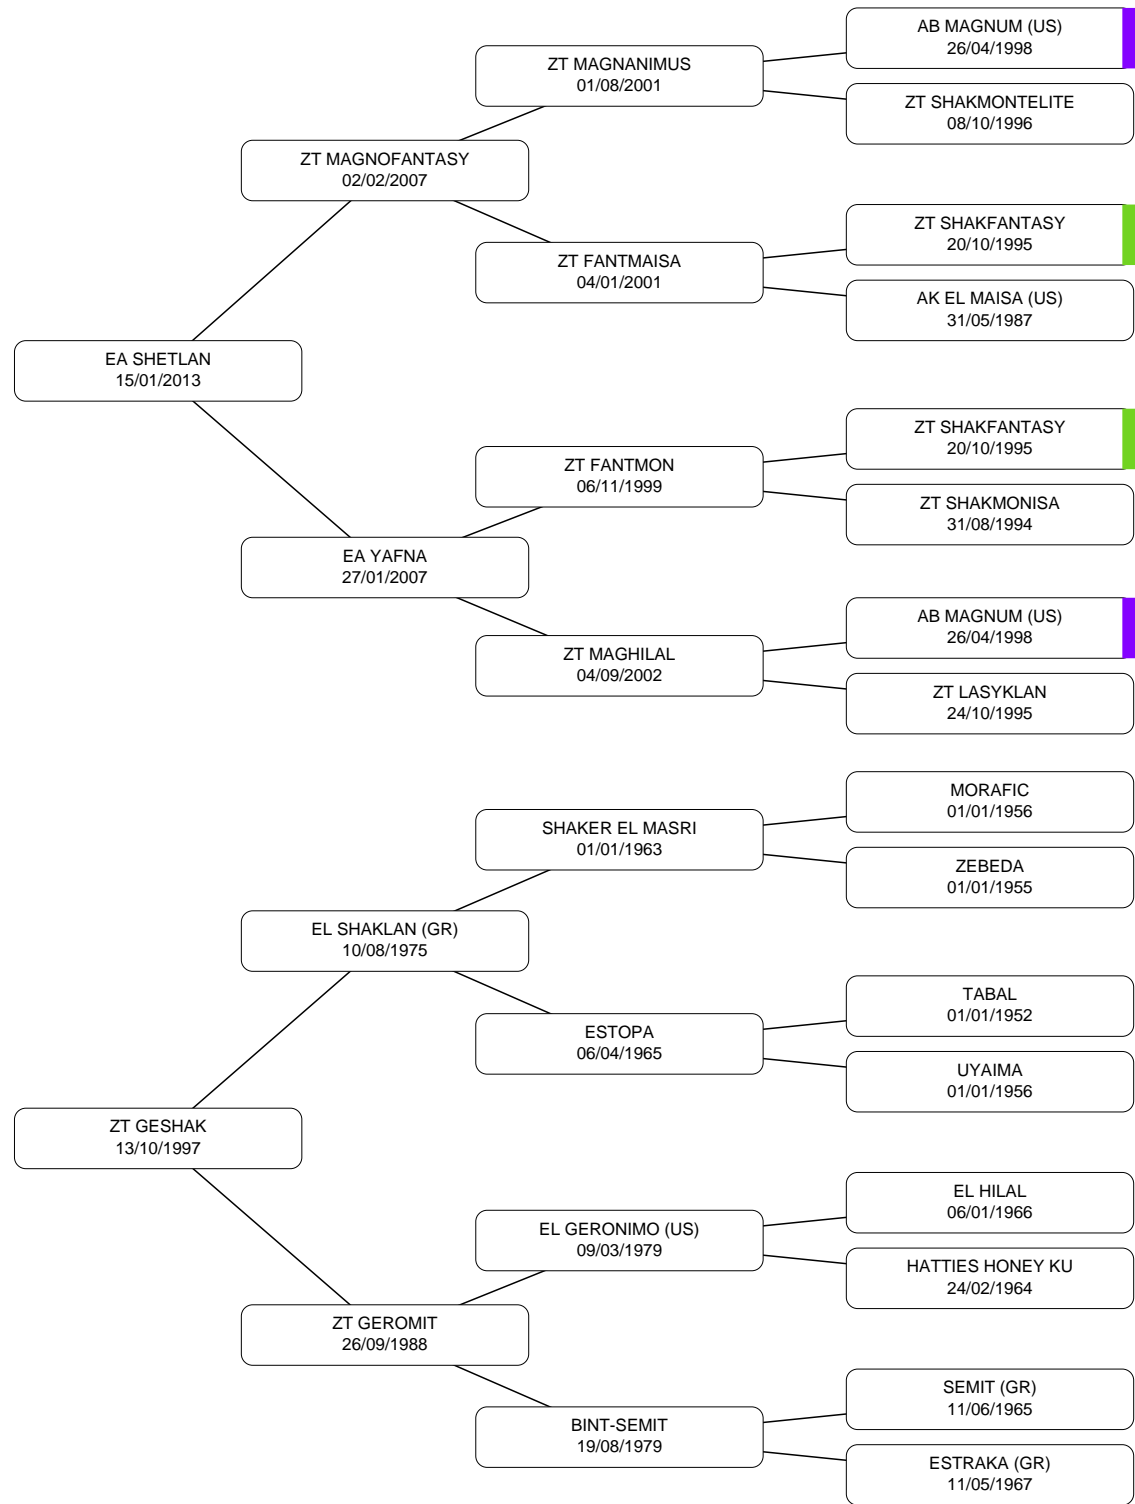 AB MAGNUM (US)
26/04/1998
ZT MAGNANIMUS
01/08/2001
ZT SHAKMONTELITE
08/10/1996
ZT MAGNOFANTASY
02/02/2007
ZT SHAKFANTASY
20/10/1995
ZT FANTMAISA
04/01/2001
AK EL MAISA (US)
31/05/1987
EA SHETLAN
15/01/2013
ZT SHAKFANTASY
20/10/1995
ZT FANTMON
06/11/1999
ZT SHAKMONISA
31/08/1994
EA YAFNA
27/01/2007
AB MAGNUM (US)
26/04/1998
ZT MAGHILAL
04/09/2002
ZT LASYKLAN
24/10/1995
MORAFIC
01/01/1956
SHAKER EL MASRI
01/01/1963
ZEBEDA
01/01/1955
EL SHAKLAN (GR)
10/08/1975
TABAL
01/01/1952
ESTOPA
06/04/1965
UYAIMA
01/01/1956
ZT GESHAK
13/10/1997
EL HILAL
06/01/1966
EL GERONIMO (US)
09/03/1979
HATTIES HONEY KU
24/02/1964
ZT GEROMIT
26/09/1988
SEMIT (GR)
11/06/1965
BINT-SEMIT
19/08/1979
ESTRAKA (GR)
11/05/1967